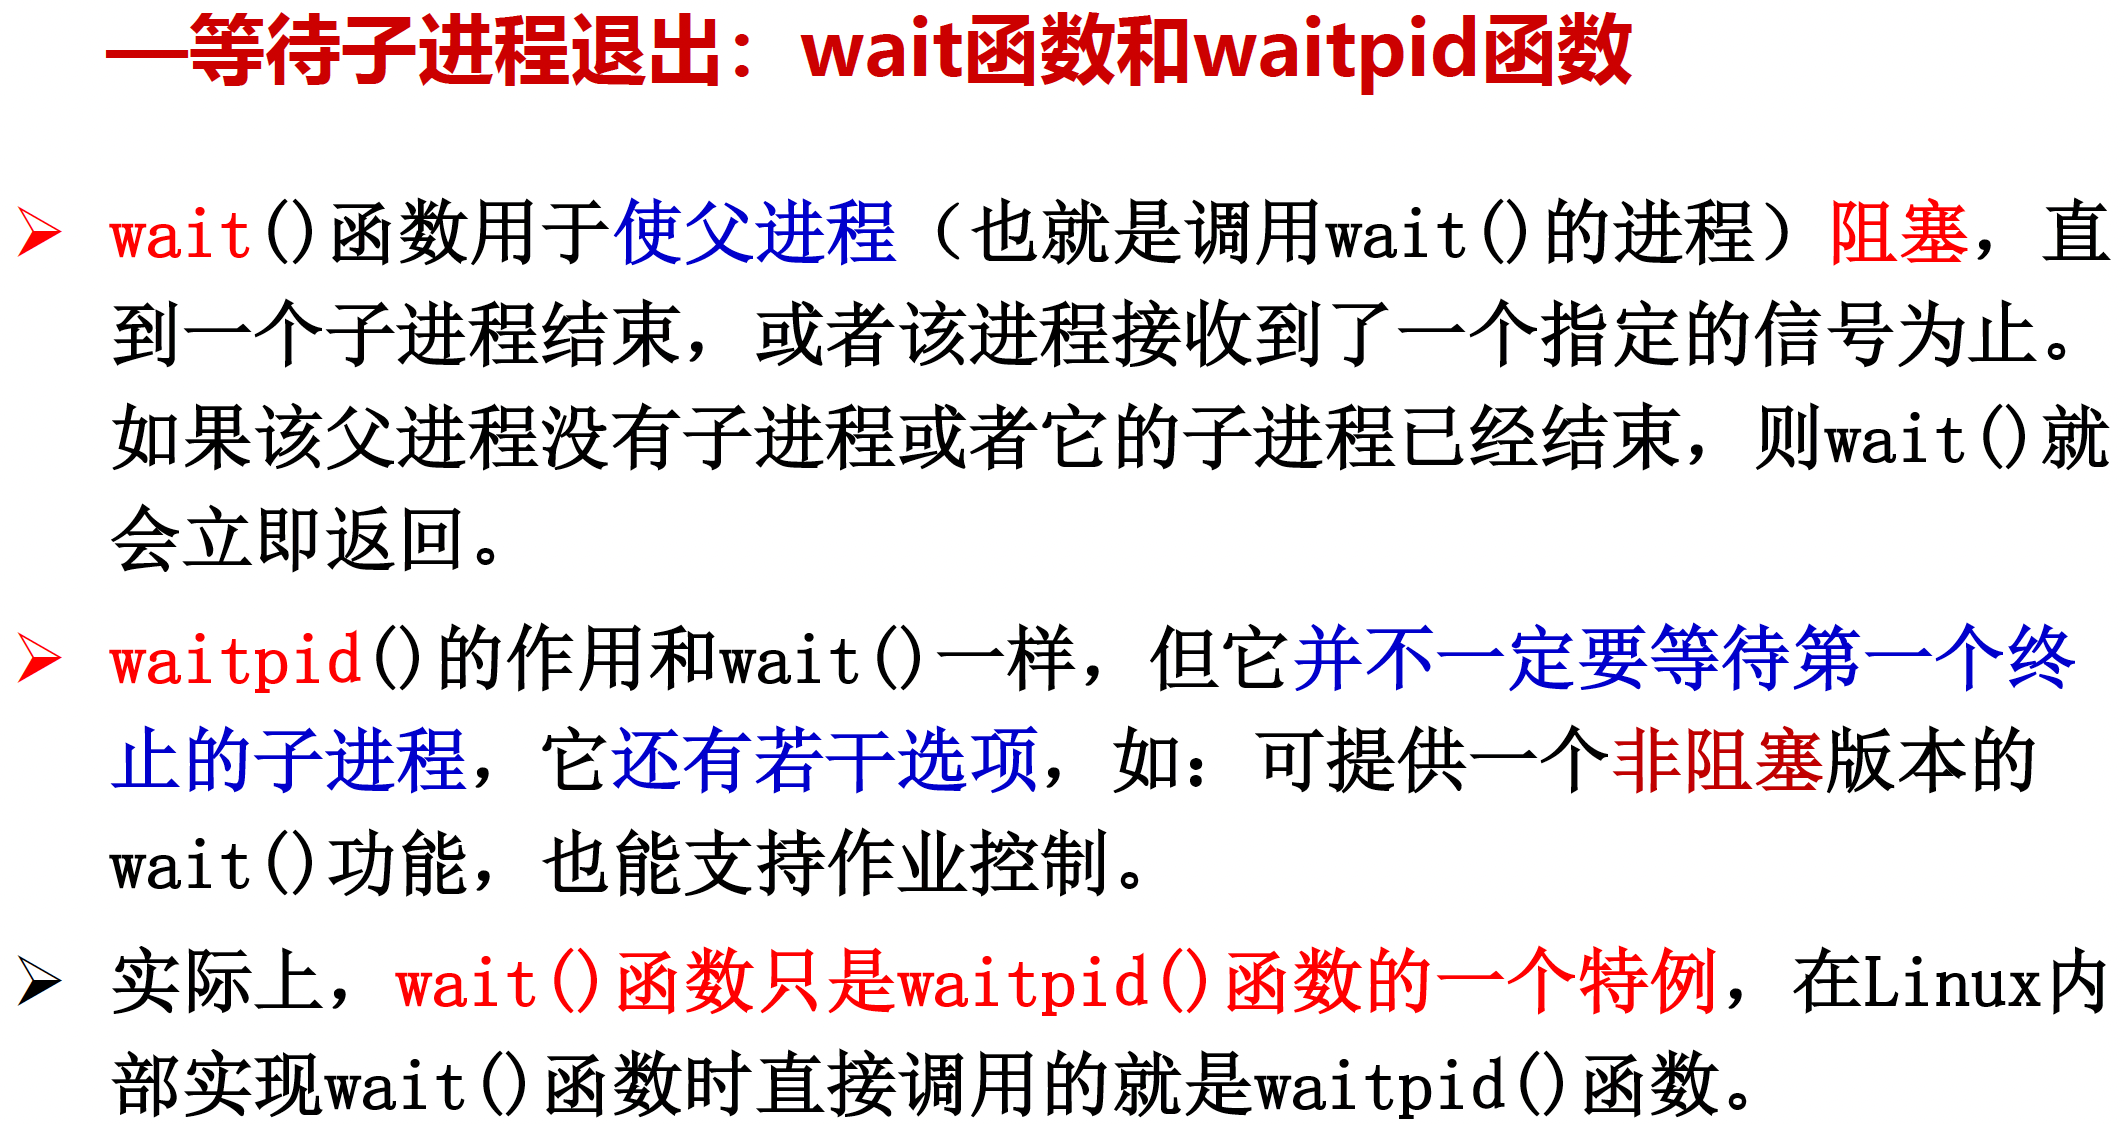 —等待子进程退出：wait函数和waitpid函数
➢ wait()函数用于使父进程（也就是调用wait()的进程）阻塞，直
到一个子进程结束，或者该进程接收到了一个指定的信号为止。
如果该父进程没有子进程或者它的子进程已经结束，则wait()就
会立即返回。
➢ waitpid()的作用和wait()一样，但它并不一定要等待第一个终
止的子进程，它还有若干选项，如：可提供一个非阻塞版本的
wait()功能，也能支持作业控制。
➢ 实际上，wait()函数只是waitpid()函数的一个特例，在Linux内
部实现wait()函数时直接调用的就是waitpid()函数。